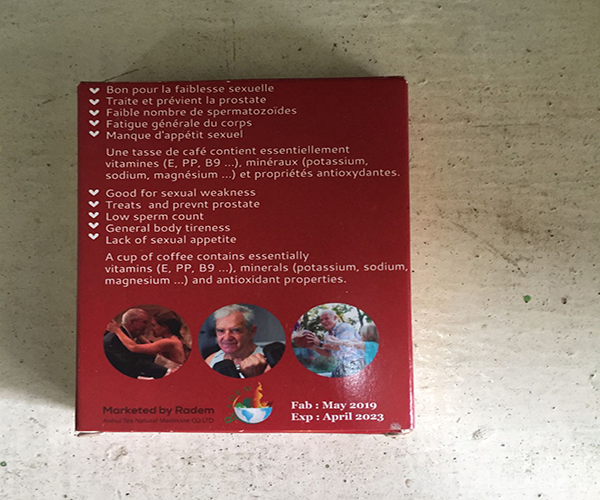 Bon pour la faiblesse sexuelle
Traite et prévient la prostate
Faible nombre de spermatozoïdes
Fatigue générale du corps
Manque d'appétit sexuel
Une tasse de café contient essentiellement
vitamines (E, PP, B9 ...), minéraux (potassium,
sodium, magnésium ...) et propriétés antioxydantes.
Good for sexual weakness
Treats and prevnt prostate
Low sperm count
General body tireness
Lack of sexual appetite
A cup of coffee contains essentially
vitamins (E, PP, B9 ...), minerals (potassium, sodium,
magnesium ...) and antioxidant properties.
Marketed by Radem
Natural Medicine CO.LTD
Fab : May 2019
Exp : April 2023